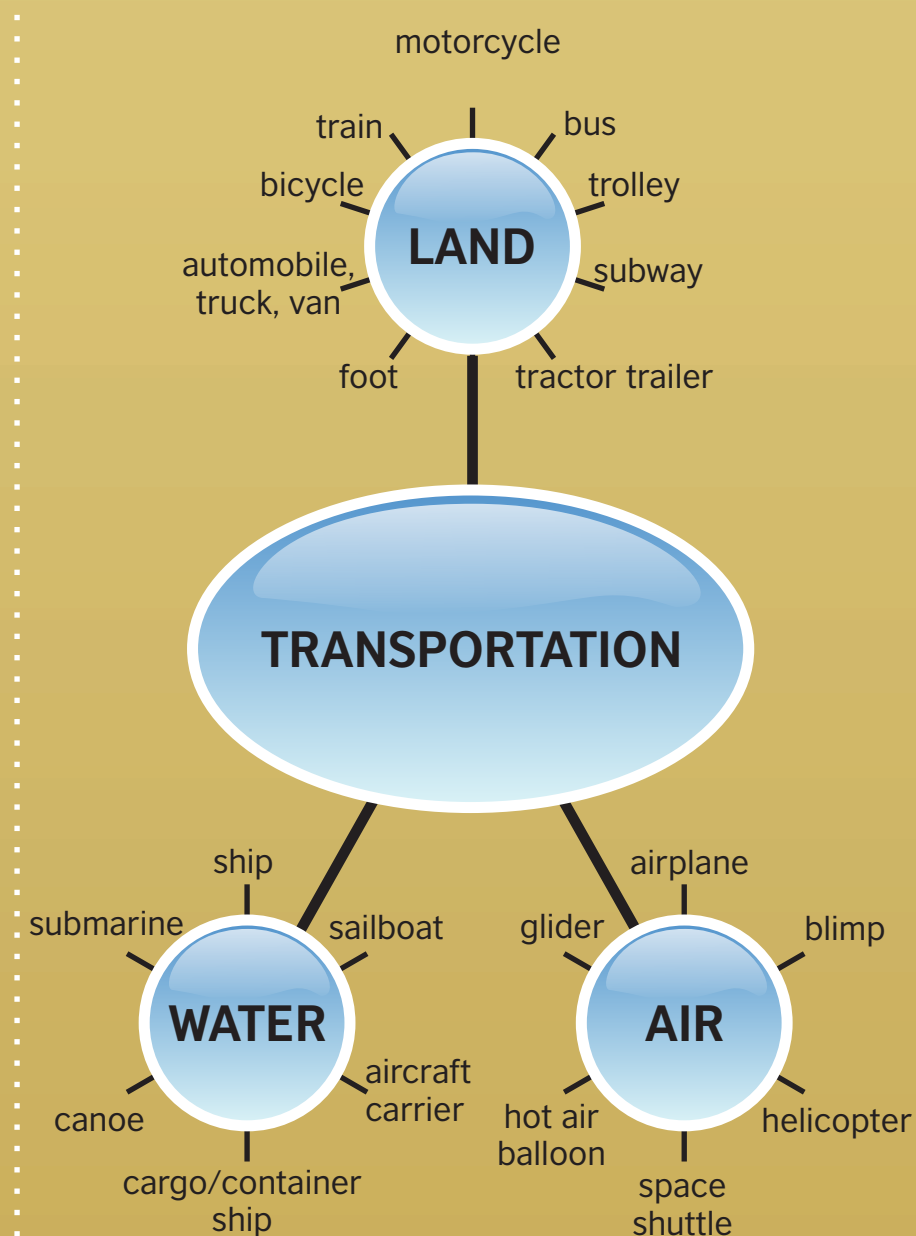 motorcycle
train
bus
bicycle
trolley
LAND
automobile,
truck, van
subway
foot
tractor trailer
TRANSPORTATION
ship
submarine
sailboat
WATER
aircraft
carrier
canoe
cargo/container
ship
airplane
glider
blimp
AIR
hot air
balloon
helicopter
space
shuttle